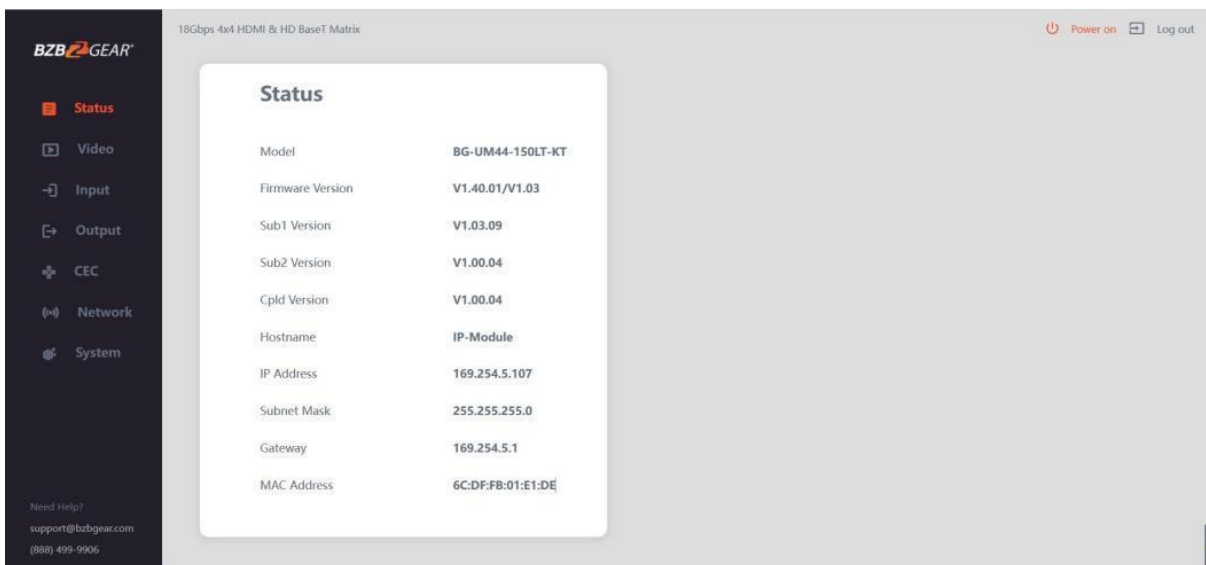 18Gbps 4x4 HDMI & HD BaseT Matrix
Power on Log out
BZBGEAR®
Status
Video
Input
Output
CEC
Network
System
Need Help?
support@bzbgear.com
(888) 499-9906
Status
Model BG-UM44-150LT-KT
Firmware Version V1.40.01/V1.03
Sub1 Version V1.03.09
Sub2 Version V1.00.04
Cpld Version V1.00.04
Hostname IP-Module
IP Address 169.254.5.107
Subnet Mask 255.255.255.0
Gateway 169.254.5.1
MAC Address 6C:DF:FB:01:E1:DE